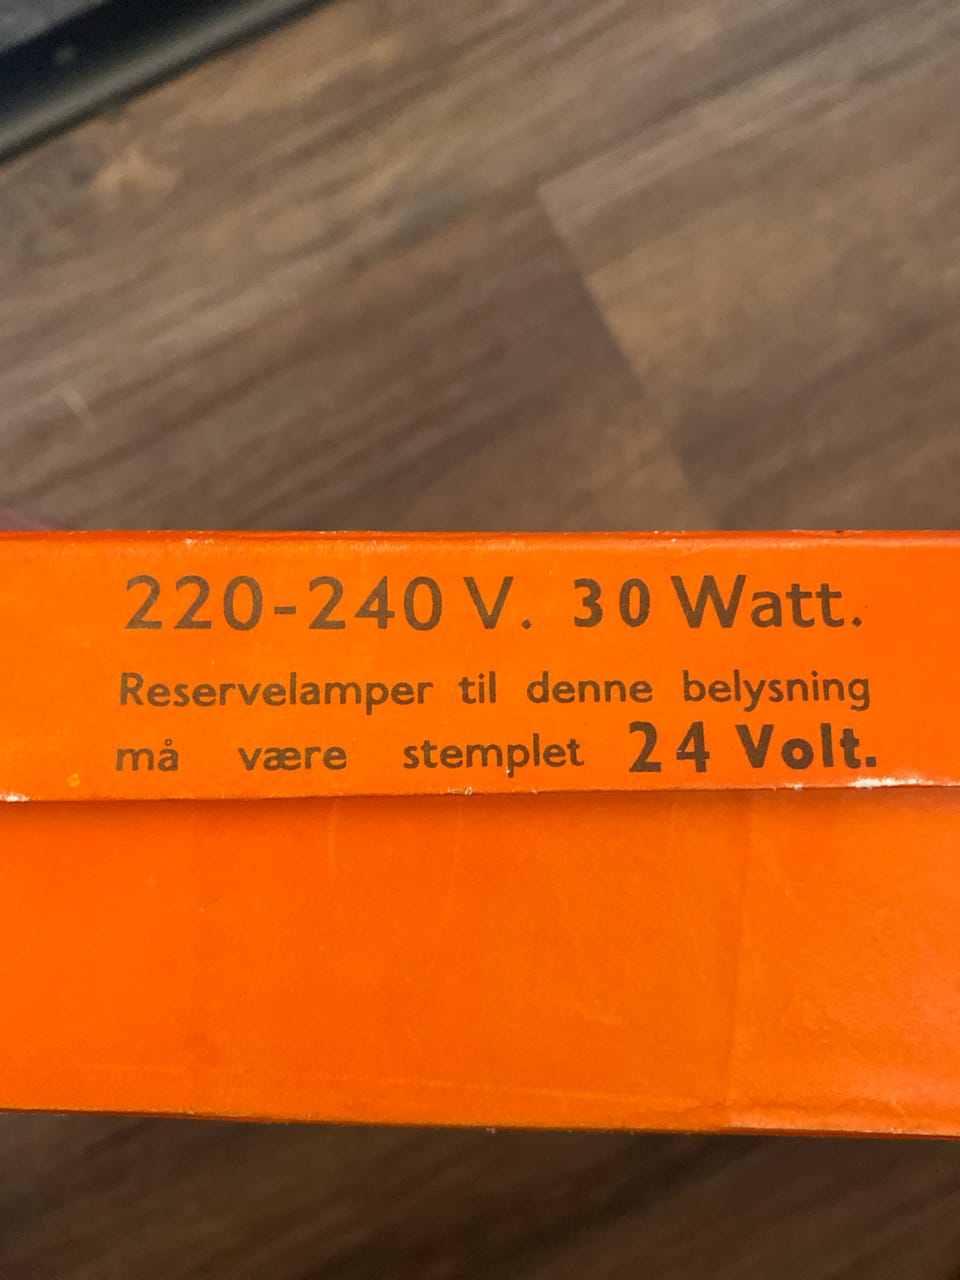 220-240 V. 30 Watt.
Reservelamper til denne belysning
må være stemplet 24 Volt.